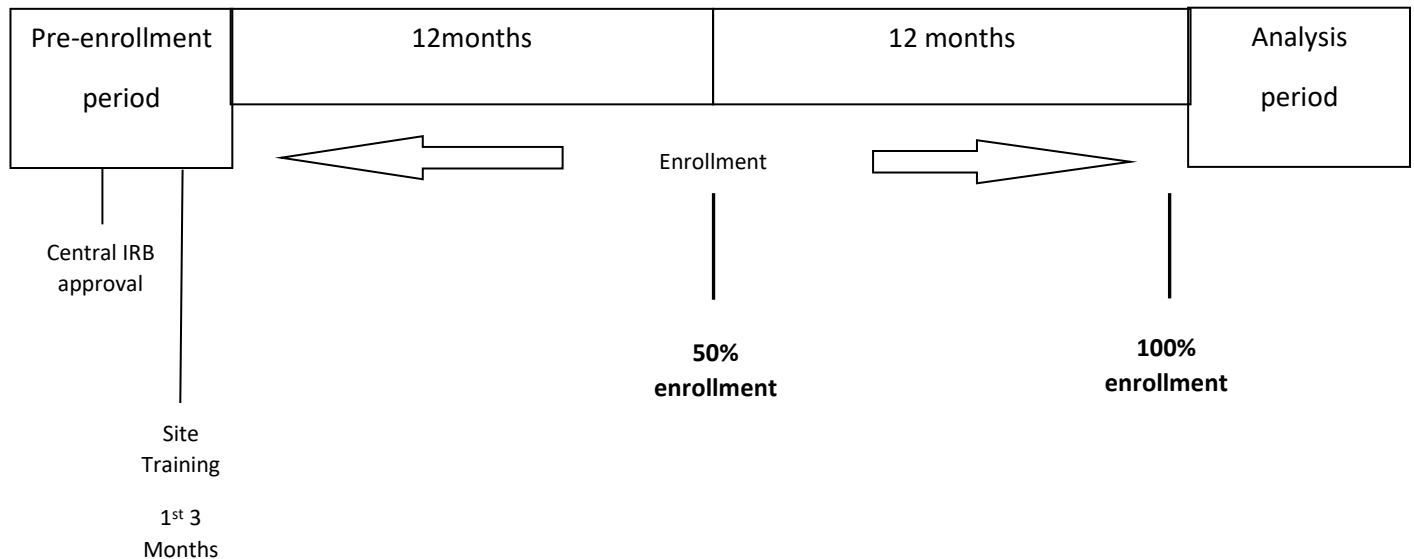 Pre-enrollment
period
12months
12 months
Analysis
period
Enrollment
Central IRB
approval
50%
enrollment
100%
enrollment
Site
Training
1st 3
Months